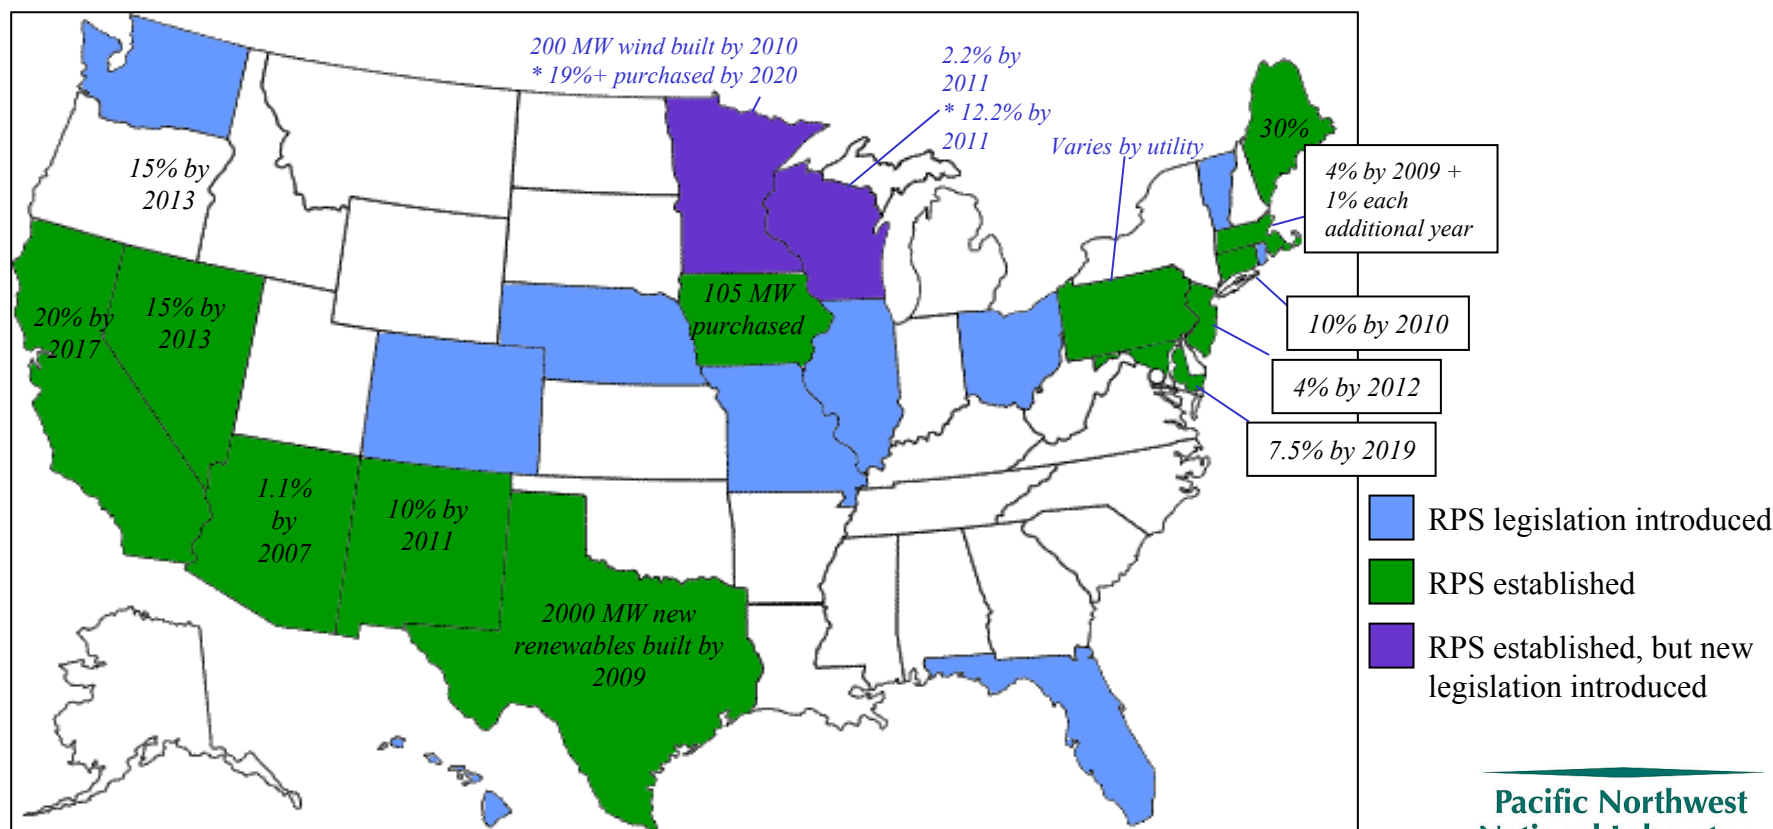 200 MW wind built by 2010
* 19%+ purchased by 2020
2.2% by
2011
* 12.2% by
2011
Varies by utility
30%
4% by 2009 +
1% each
additional year
15% by
2013
20% by
2017
15% by
2013
105 MW
purchased
10% by 2010
4% by 2012
7.5% by 2019
1.1%
by
2007
10% by
2011
2000 MW new
renewables built by
2009
RPS legislation introduced
RPS established
RPS established, but new
legislation introduced
Pacific Northwest